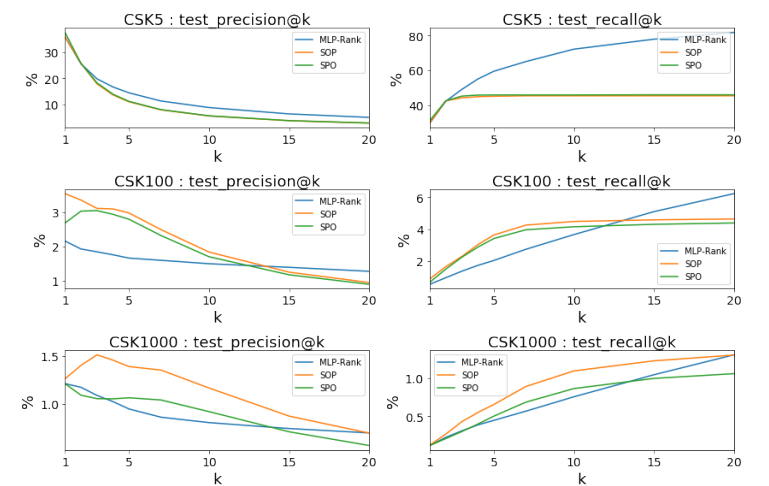 CSK5 : test_precision@k
%
30
20
10
MLP-Rank
SOP
SPO
1 5 10 15 20
k
CSK5 : test_recall@k
%
80
60
40
MLP-Rank
SOP
SPO
1 5 10 15 20
k
CSK100 : test_precision@k
%
3
2
1
MLP-Rank
SOP
SPO
1 5 10 15 20
k
CSK100 : test_recall@k
%
6
4
2
MLP-Rank
SOP
SPO
1 5 10 15 20
k
CSK1000 : test_precision@k
%
1.5
1.0
MLP-Rank
SOP
SPO
1 5 10 15 20
k
CSK1000 : test_recall@k
%
1.0
0.5
MLP-Rank
SOP
SPO
1 5 10 15 20
k